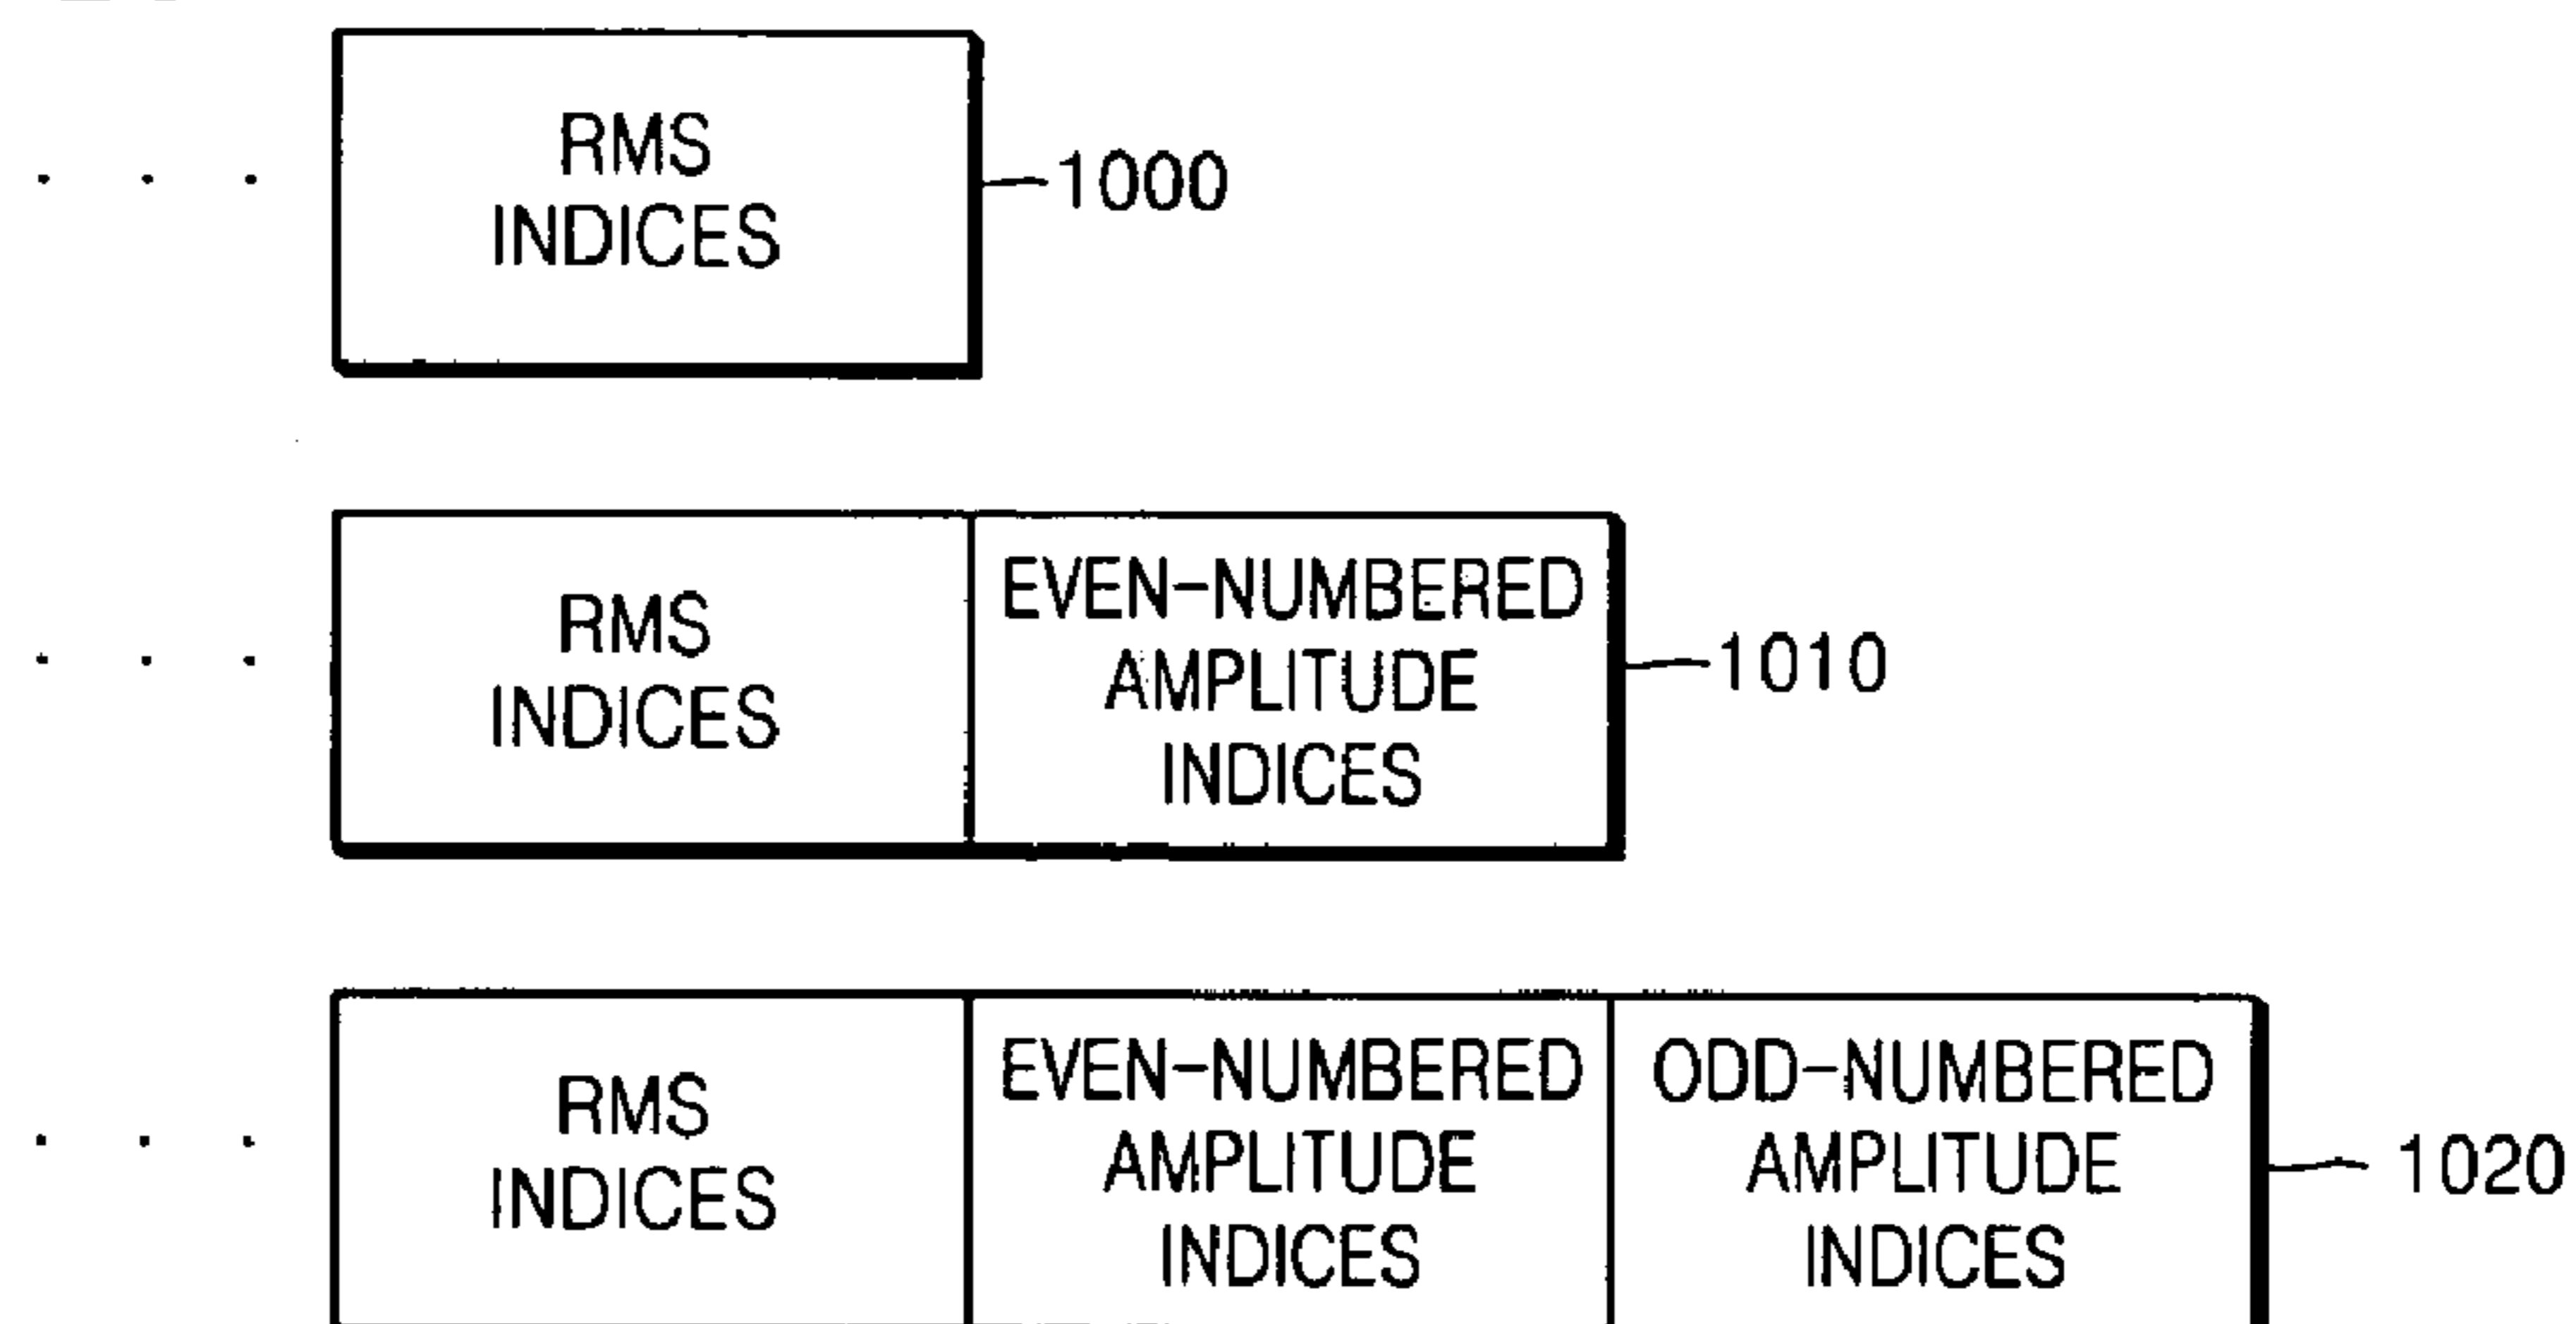 . . .
RMS
INDICES
1000
. . .
RMS
INDICES
EVEN-NUMBERED
AMPLITUDE
INDICES
1010
. . .
RMS
INDICES
EVEN-NUMBERED
AMPLITUDE
INDICES
ODD-NUMBERED
AMPLITUDE
INDICES
1020